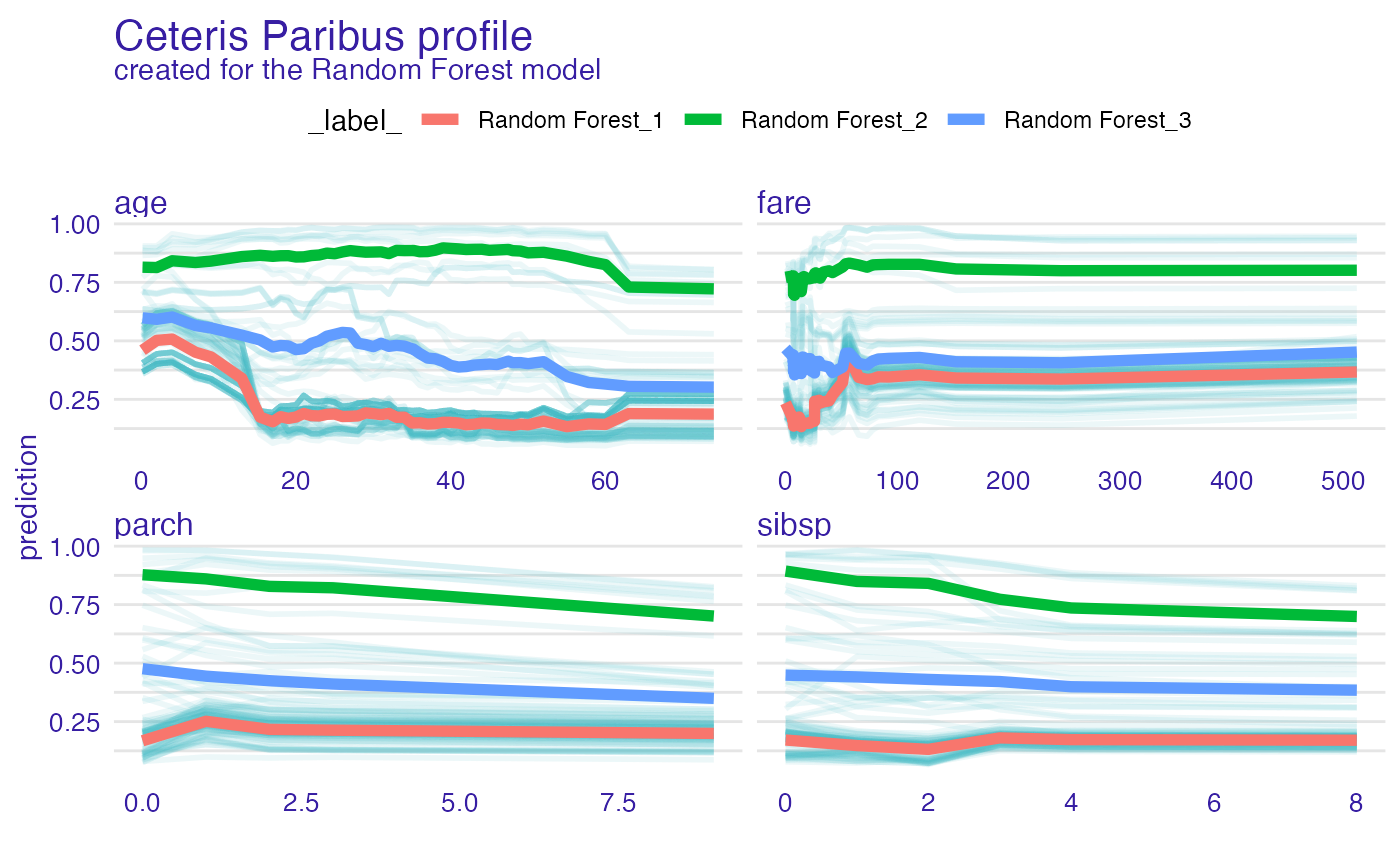 Ceteris Paribus profile
created for the Random Forest model
_label_ Random Forest_1 Random Forest_2 Random Forest_3
age
fare
1.00
0.75
0.50
0.25
0 20 40 60
0 100 200 300 400 500
prediction
parch
sibsp
1.00
0.75
0.50
0.25
0.0 2.5 5.0 7.5
0 2 4 6 8